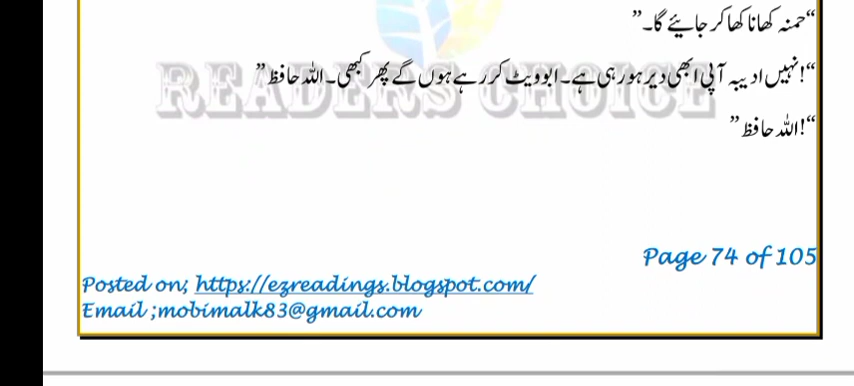 “حمنہ کھانا کھا کر جایئے گا۔”
“!نہیں ادیبہ آپی ابھی دیر ہو رہی ہے۔ ابو ویٹ کر رہے ہوں گے پھر کبھی۔ اللہ حافظ”
READERS CHOICE
“!اللہ حافظ”
Page 74 of 105
Posted on; https://ezreadings.blogspot.com/
Email ;mobimalk83@gmail.com